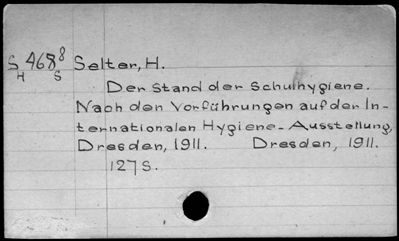 S 468⁸ Selter, H.
H S
Der Stand der Schulhygiene.
Nach den Vorführungen auf der In-
ternationalen Hygiene-Ausstellung,
Dresden, 1911. Dresden, 1911.
127 S.